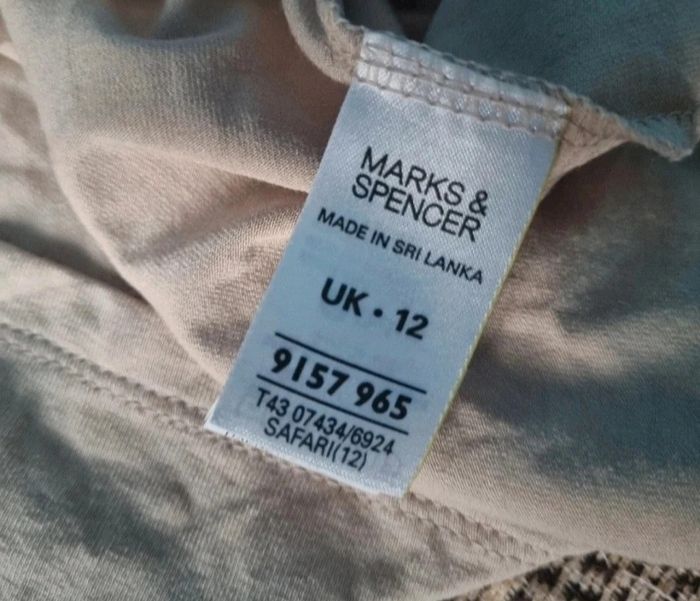 MARKS &
SPENCER
MADE IN SRI LANKA
UK • 12
9157 965
T43 07434/6924
SAFARI(12)